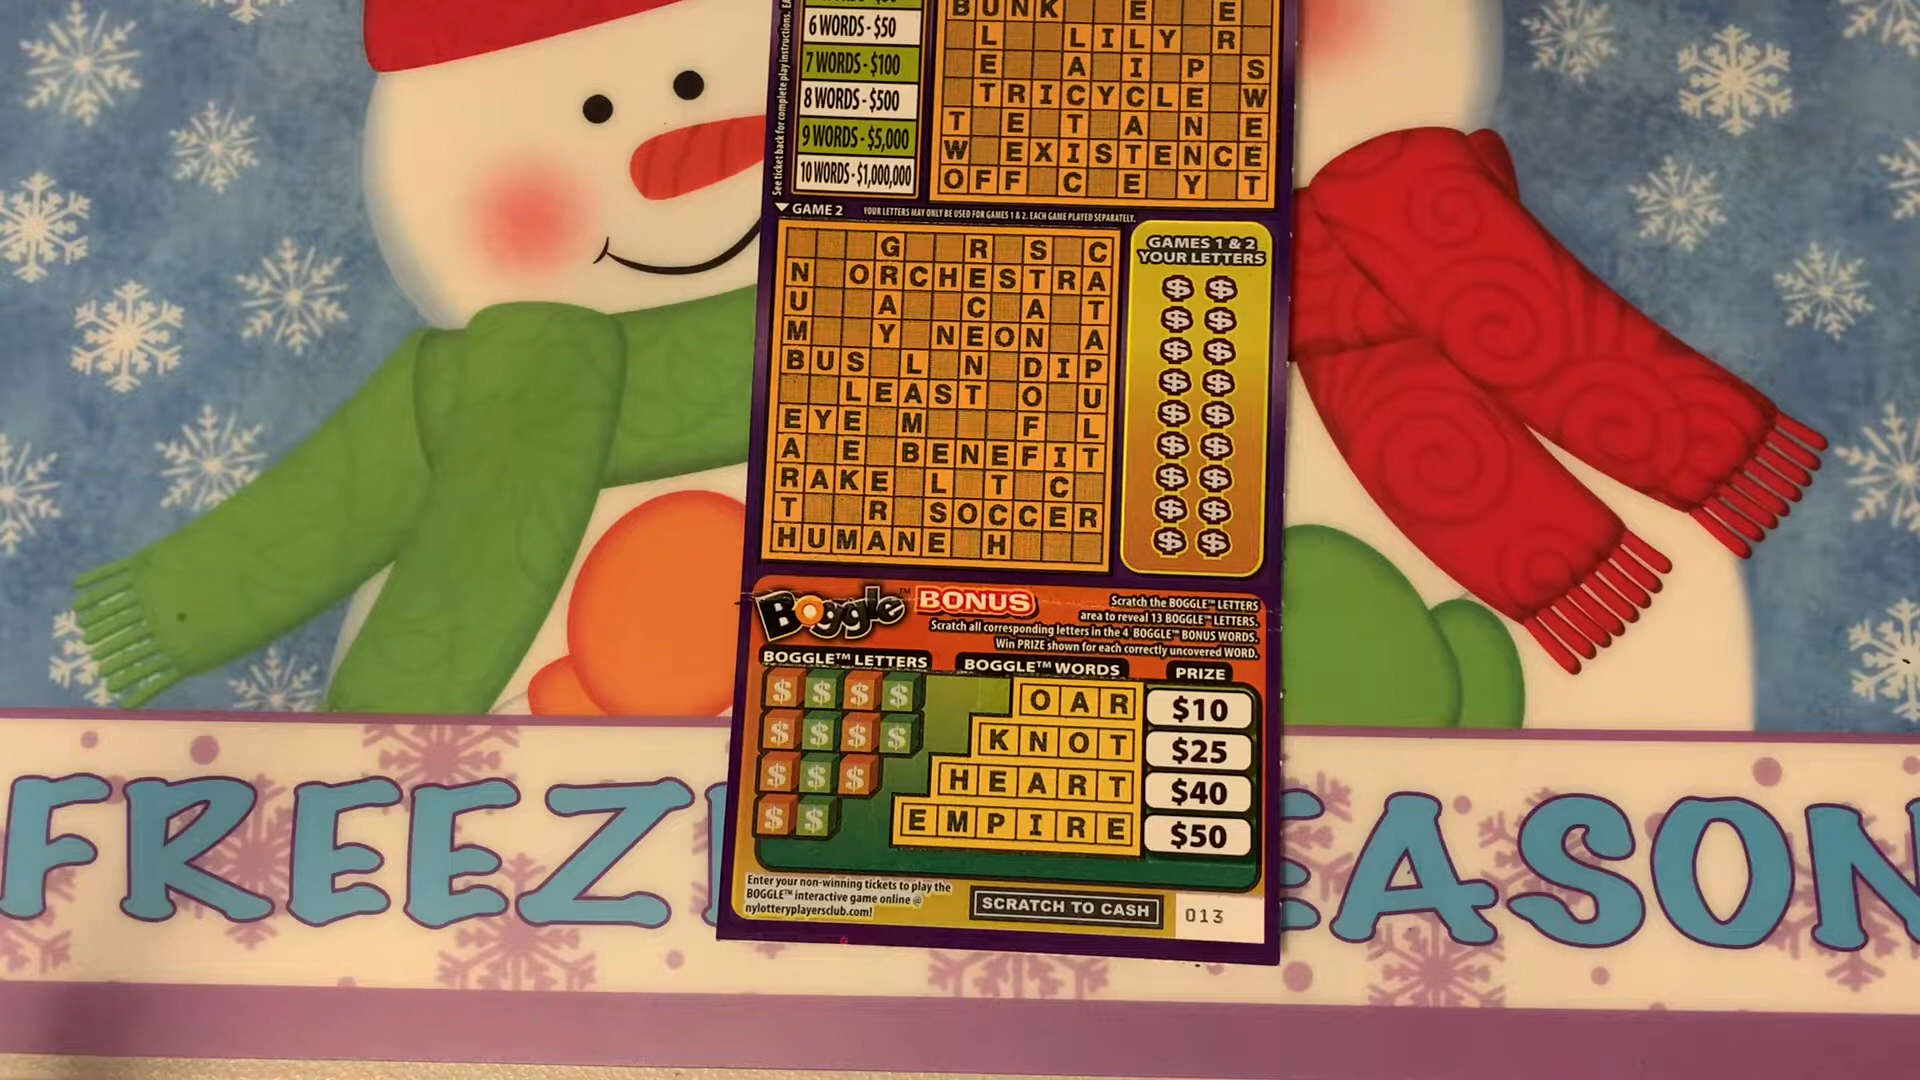 6 WORDS - $50
7 WORDS - $100
8 WORDS - $500
9 WORDS - $5,000
10 WORDS - $1,000,000
See ticket back for complete play instructions.
BUNK E E
L LILY R
E A I P S
TRICYCLE W
T E T A N E
W EXISTENCE
OFF C E Y T
GAME 2 YOUR LETTERS MAY ONLY BE USED FOR GAMES 1 & 2. EACH GAME PLAYED SEPARATELY.
G R S C
N ORCHESTRA
U A C A T
M Y NEON A
BUS L N DIP
LEAST O U
EYE M F L
A E BENEFIT
RAKE L T C
T R SOCCER
HUMANE H
GAMES 1 & 2
YOUR LETTERS
$ $
$ $
$ $
$ $
$ $
$ $
$ $
$ $
$ $
Boggle™ BONUS
Scratch the BOGGLE™ LETTERS
area to reveal 13 BOGGLE™ LETTERS.
Scratch all corresponding letters in the 4 BOGGLE™ BONUS WORDS.
Win PRIZE shown for each correctly uncovered WORD.
BOGGLE™ LETTERS BOGGLE™ WORDS PRIZE
$ $ $ $ OAR $10
$ $ $ $ KNOT $25
$ $ $ HEART $40
$ $ EMPIRE $50
Enter your non-winning tickets to play the
BOGGLE™ interactive game online @
nylotteryplayersclub.com!
SCRATCH TO CASH
013
FREEZ EASON